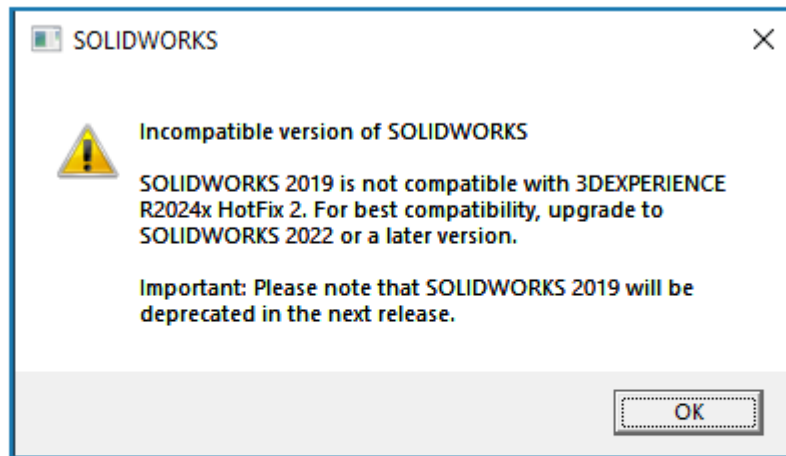 SOLIDWORKS
Incompatible version of SOLIDWORKS
SOLIDWORKS 2019 is not compatible with 3DEXPERIENCE
R2024x HotFix 2. For best compatibility, upgrade to
SOLIDWORKS 2022 or a later version.
Important: Please note that SOLIDWORKS 2019 will be
deprecated in the next release.
OK